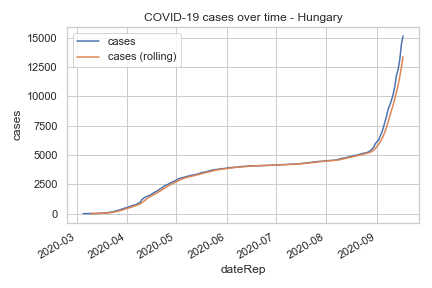 COVID-19 cases over time - Hungary
cases
cases (rolling)
15000
12500
10000
7500
5000
2500
0
cases
2020-03
2020-04
2020-05
2020-06
2020-07
2020-08
2020-09
dateRep